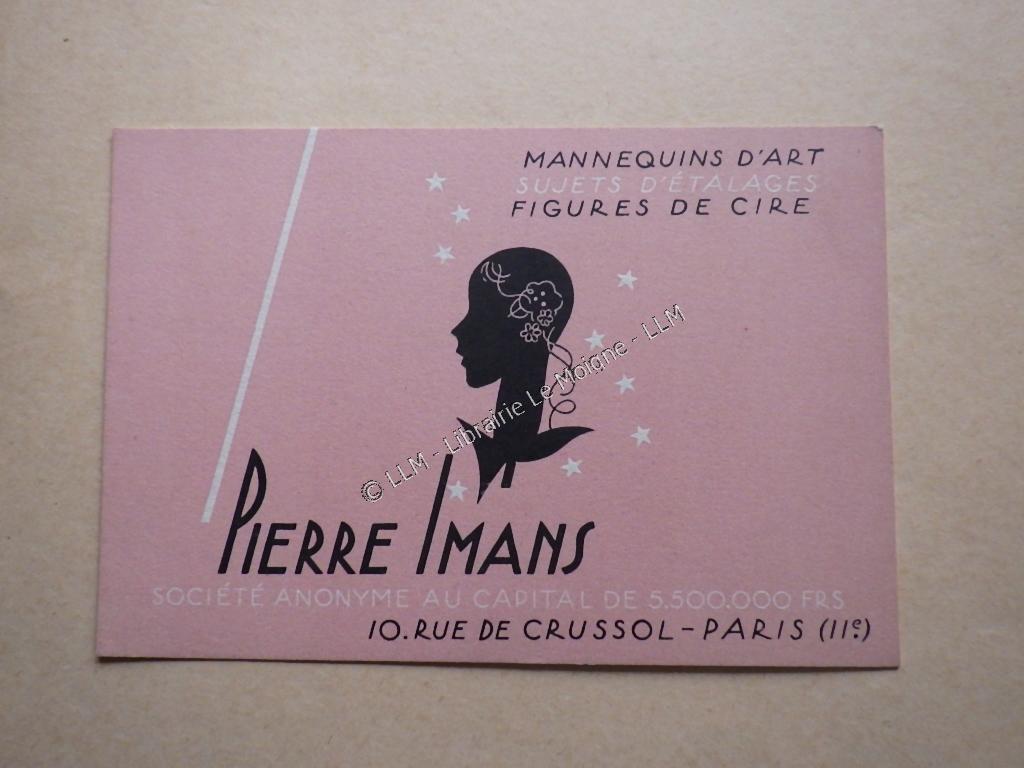 MANNEQUINS D'ART
SUJETS D'ÉTALAGES
FIGURES DE CIRE
© LLM - Librairie Le Moigne - LLM
PIERRE IMANS
SOCIÉTÉ ANONYME AU CAPITAL DE 5.500.000 FRS
10. RUE DE CRUSSOL - PARIS (11e)